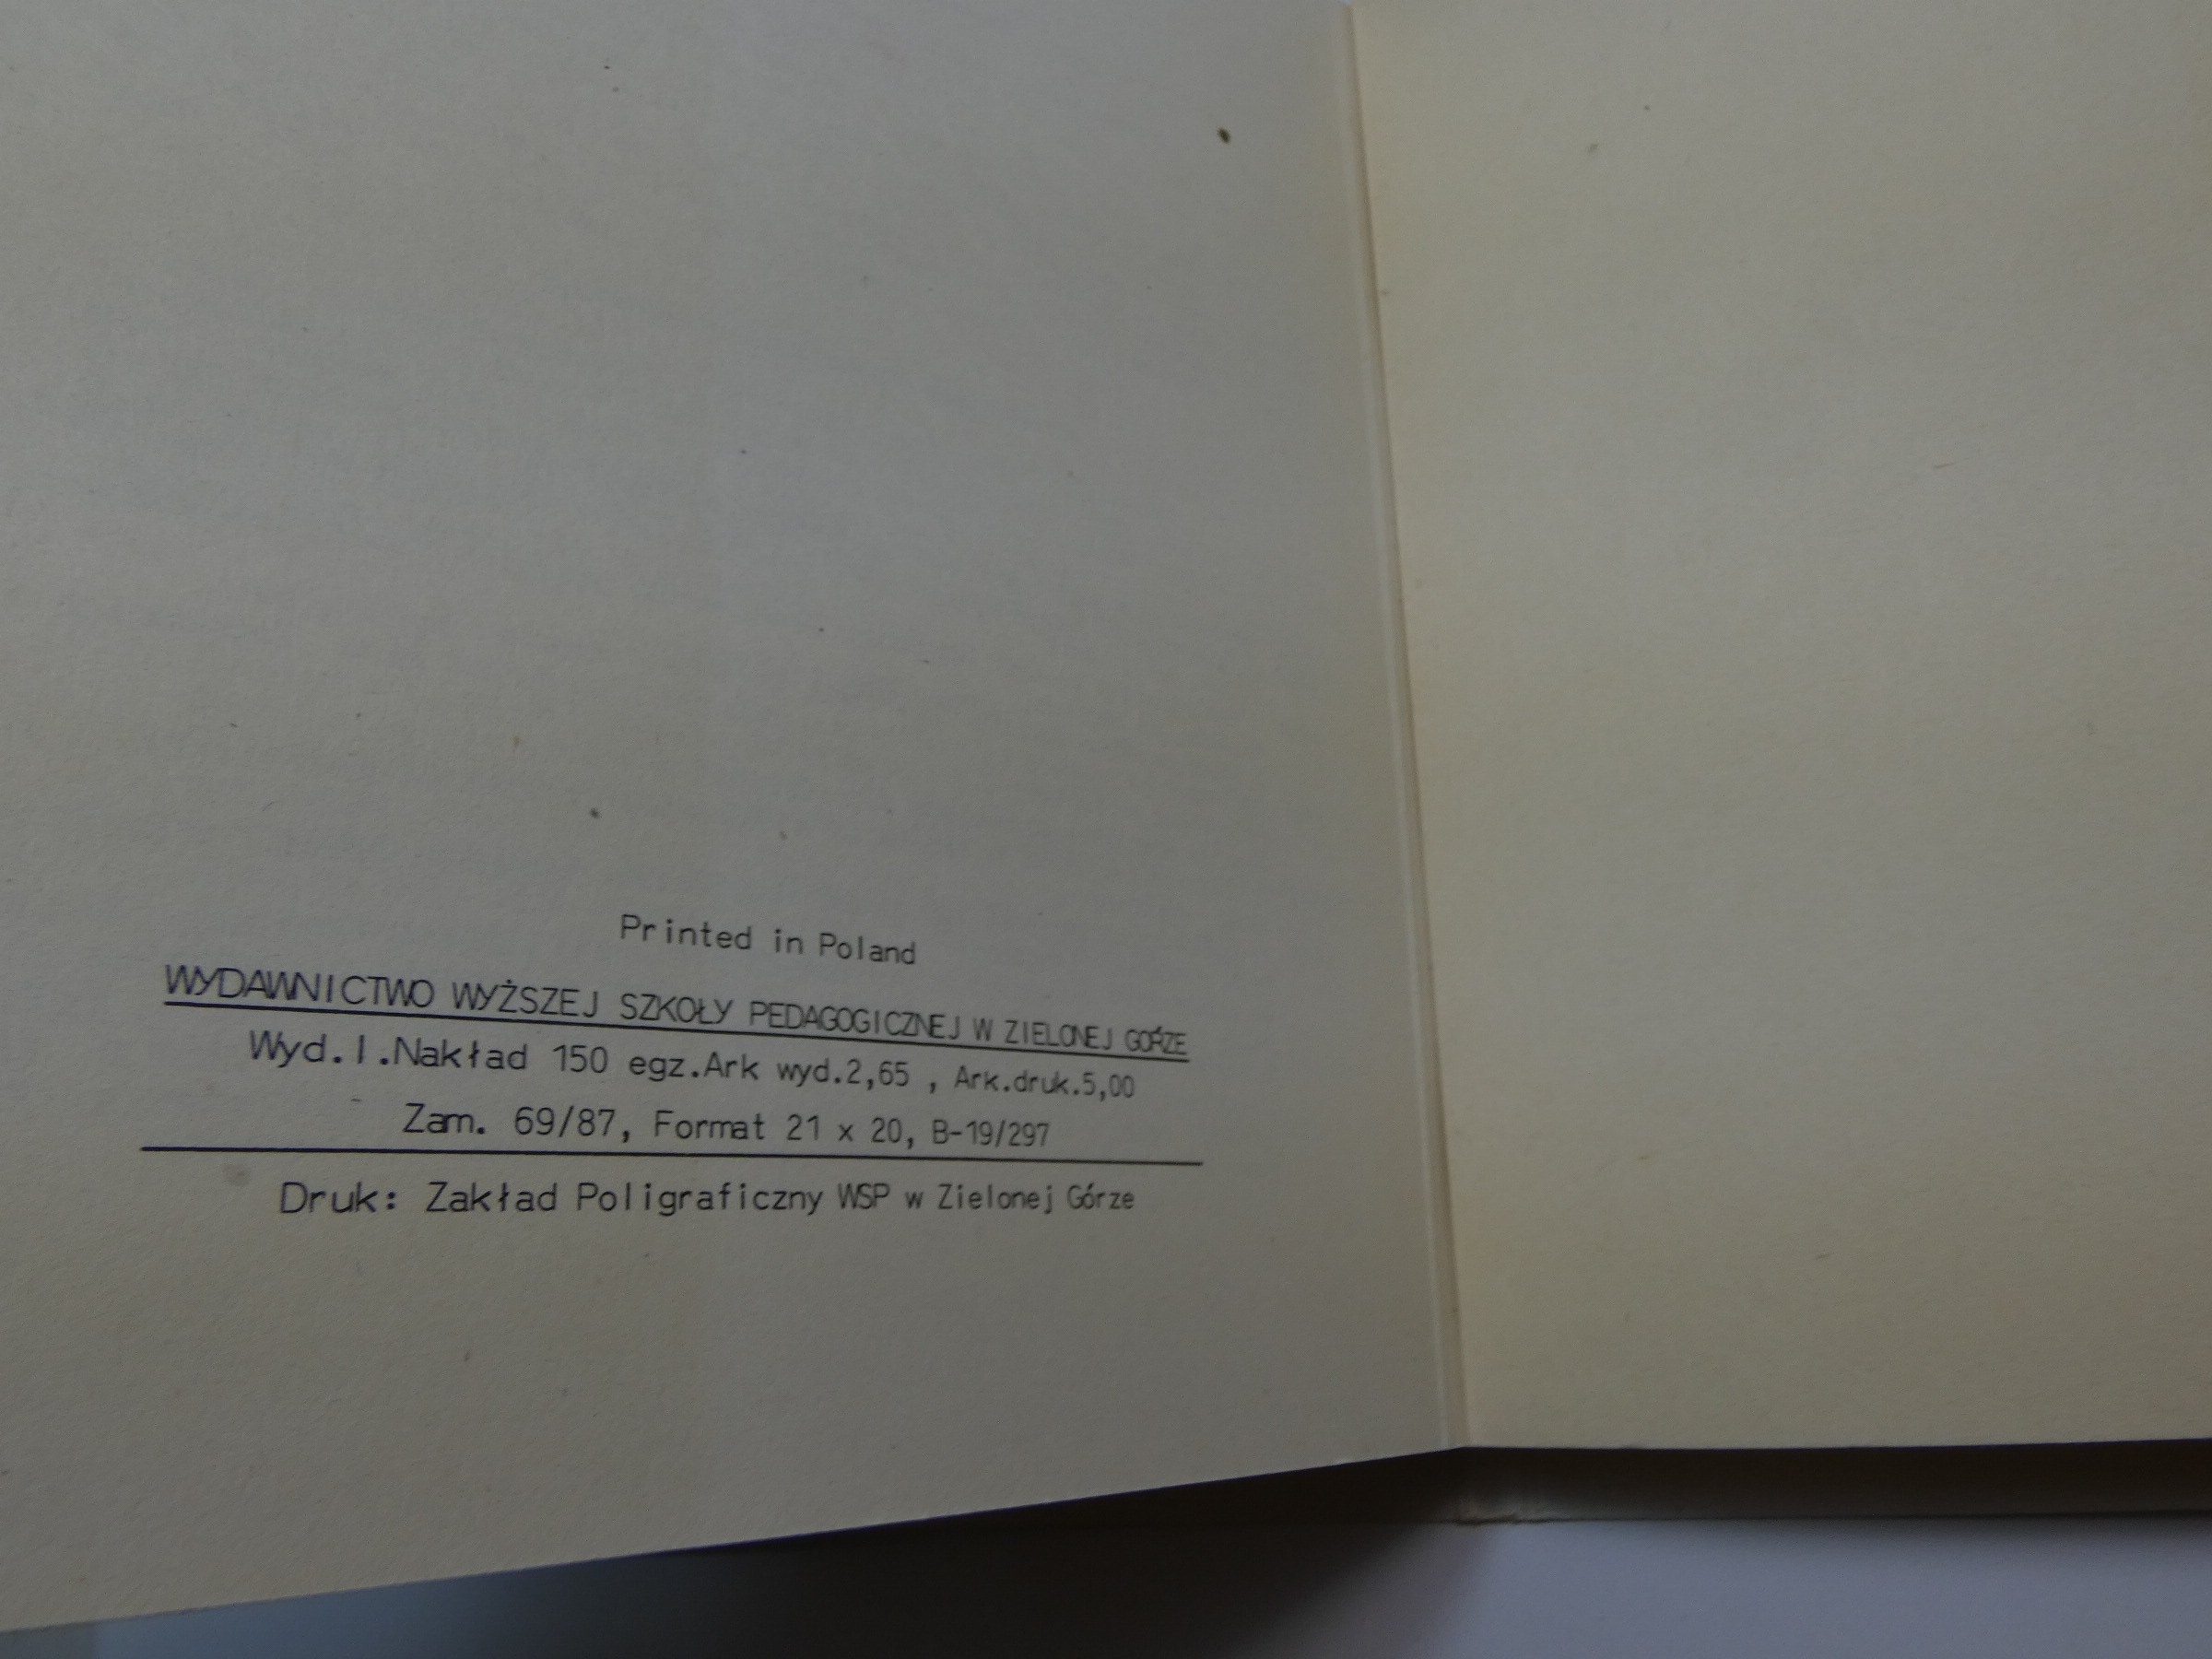 Printed in Poland
WYDAWNICTWO WYŻSZEJ SZKOŁY PEDAGOGICZNEJ W ZIELONEJ GÓRZE
Wyd.I.Nakład 150 egz.Ark wyd.2,65 , Ark.druk.5,00
Zam. 69/87, Format 21 x 20, B-19/297
Druk: Zakład Poligraficzny WSP w Zielonej Górze